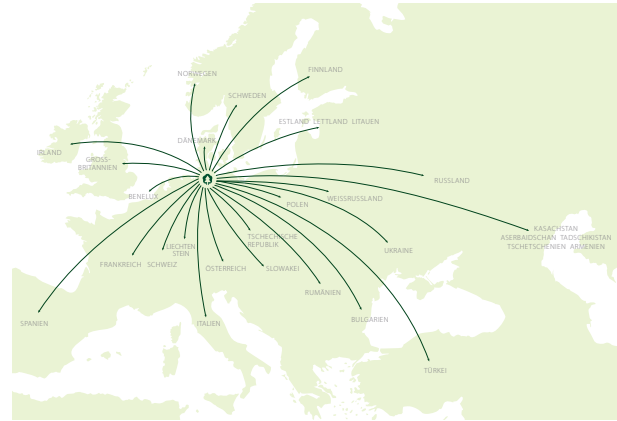 FINNLAND
NORWEGEN
SCHWEDEN
ESTLAND LETTLAND LITAUEN
DÄNEMARK
IRLAND
GROSS-
BRITANNIEN
RUSSLAND
BENELUX
WEISSRUSSLAND
POLEN
KASACHSTAN
ASERBAIDSCHAN TADSCHIKISTAN
TSCHETSCHENIEN ARMENIEN
TSCHECHISCHE
REPUBLIK
LIECHTEN
STEIN
UKRAINE
FRANKREICH
SCHWEIZ
ÖSTERREICH
SLOWAKEI
RUMÄNIEN
SPANIEN
ITALIEN
BULGARIEN
TÜRKEI